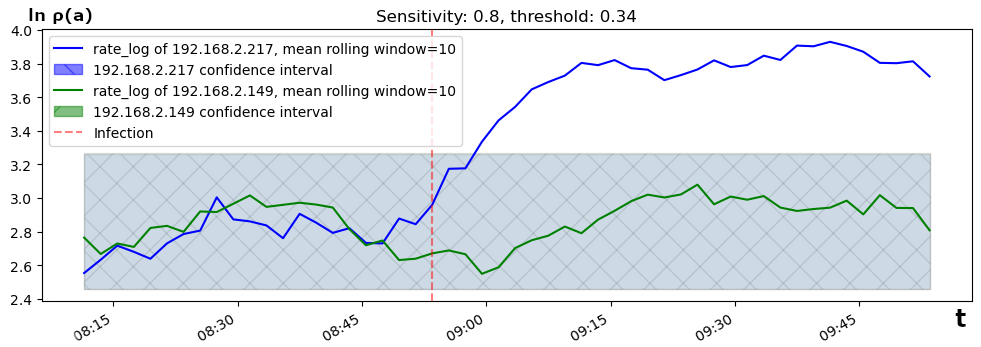 ln ρ(a)
Sensitivity: 0.8, threshold: 0.34
rate_log of 192.168.2.217, mean rolling window=10
192.168.2.217 confidence interval
rate_log of 192.168.2.149, mean rolling window=10
192.168.2.149 confidence interval
Infection
4.0
3.8
3.6
3.4
3.2
3.0
2.8
2.6
2.4
08:15 08:30 08:45 09:00 09:15 09:30 09:45
t